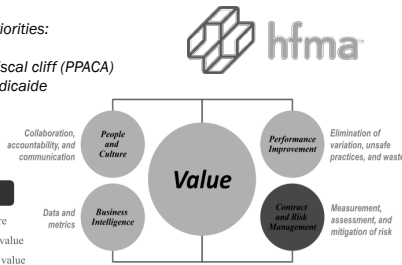 iorities:
hfma
iscal cliff (PPACA)
dicaide
Collaboration,
accountability, and
communication
People
and
Culture
Performance
Improvement
Elimination of
variation, unsafe
practices, and waste
Value
Data and
metrics
Business
Intelligence
Contract
and Risk
Management
Measurement,
assessment, and
mitigation of risk
re
value
value